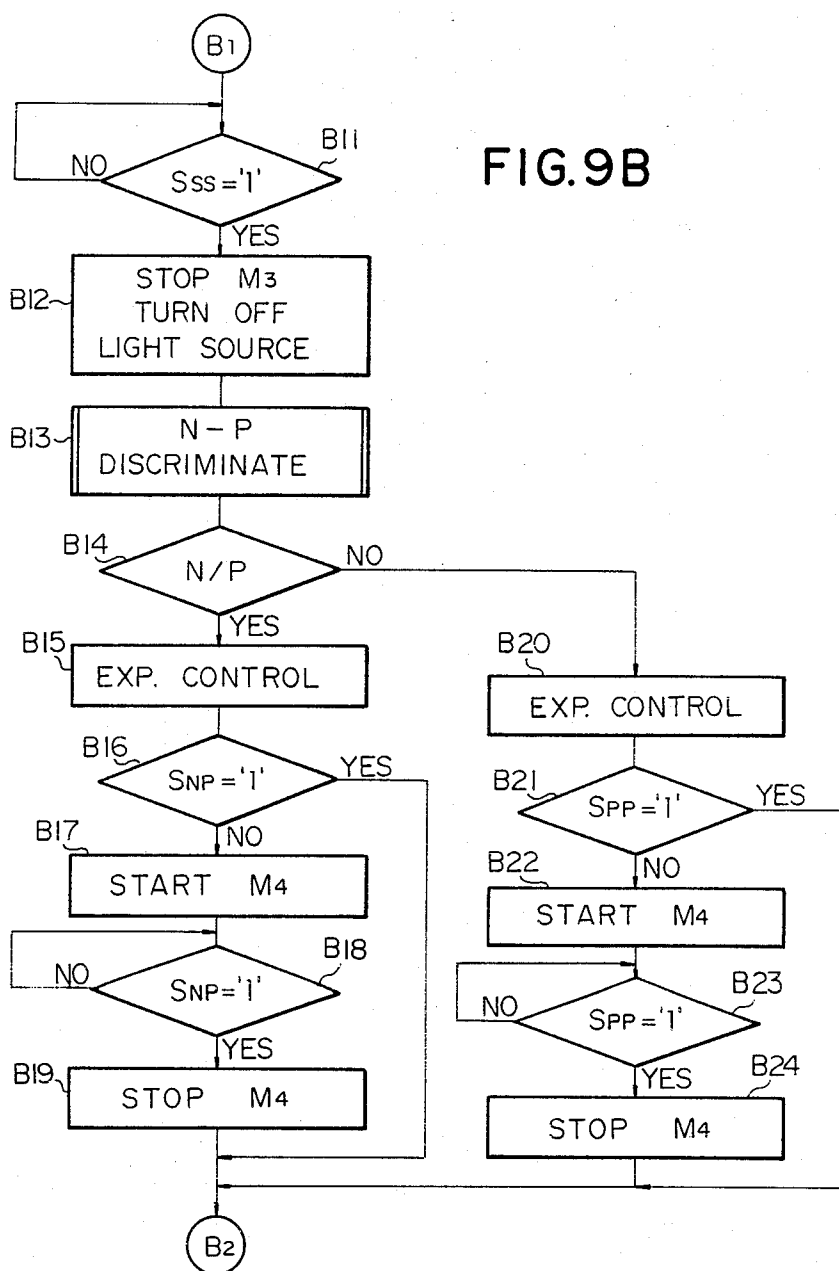 B1
FIG.9B
B11
SSS='1'
NO
YES
B12
STOP M3
TURN OFF
LIGHT SOURCE
B13
N-P
DISCRIMINATE
B14
N/P
NO
YES
B15
EXP. CONTROL
B16
SNP='1'
YES
NO
B17
START M4
B18
SNP='1'
NO
YES
B19
STOP M4
B20
EXP. CONTROL
B21
SPP='1'
YES
NO
B22
START M4
B23
SPP='1'
NO
YES
B24
STOP M4
B2